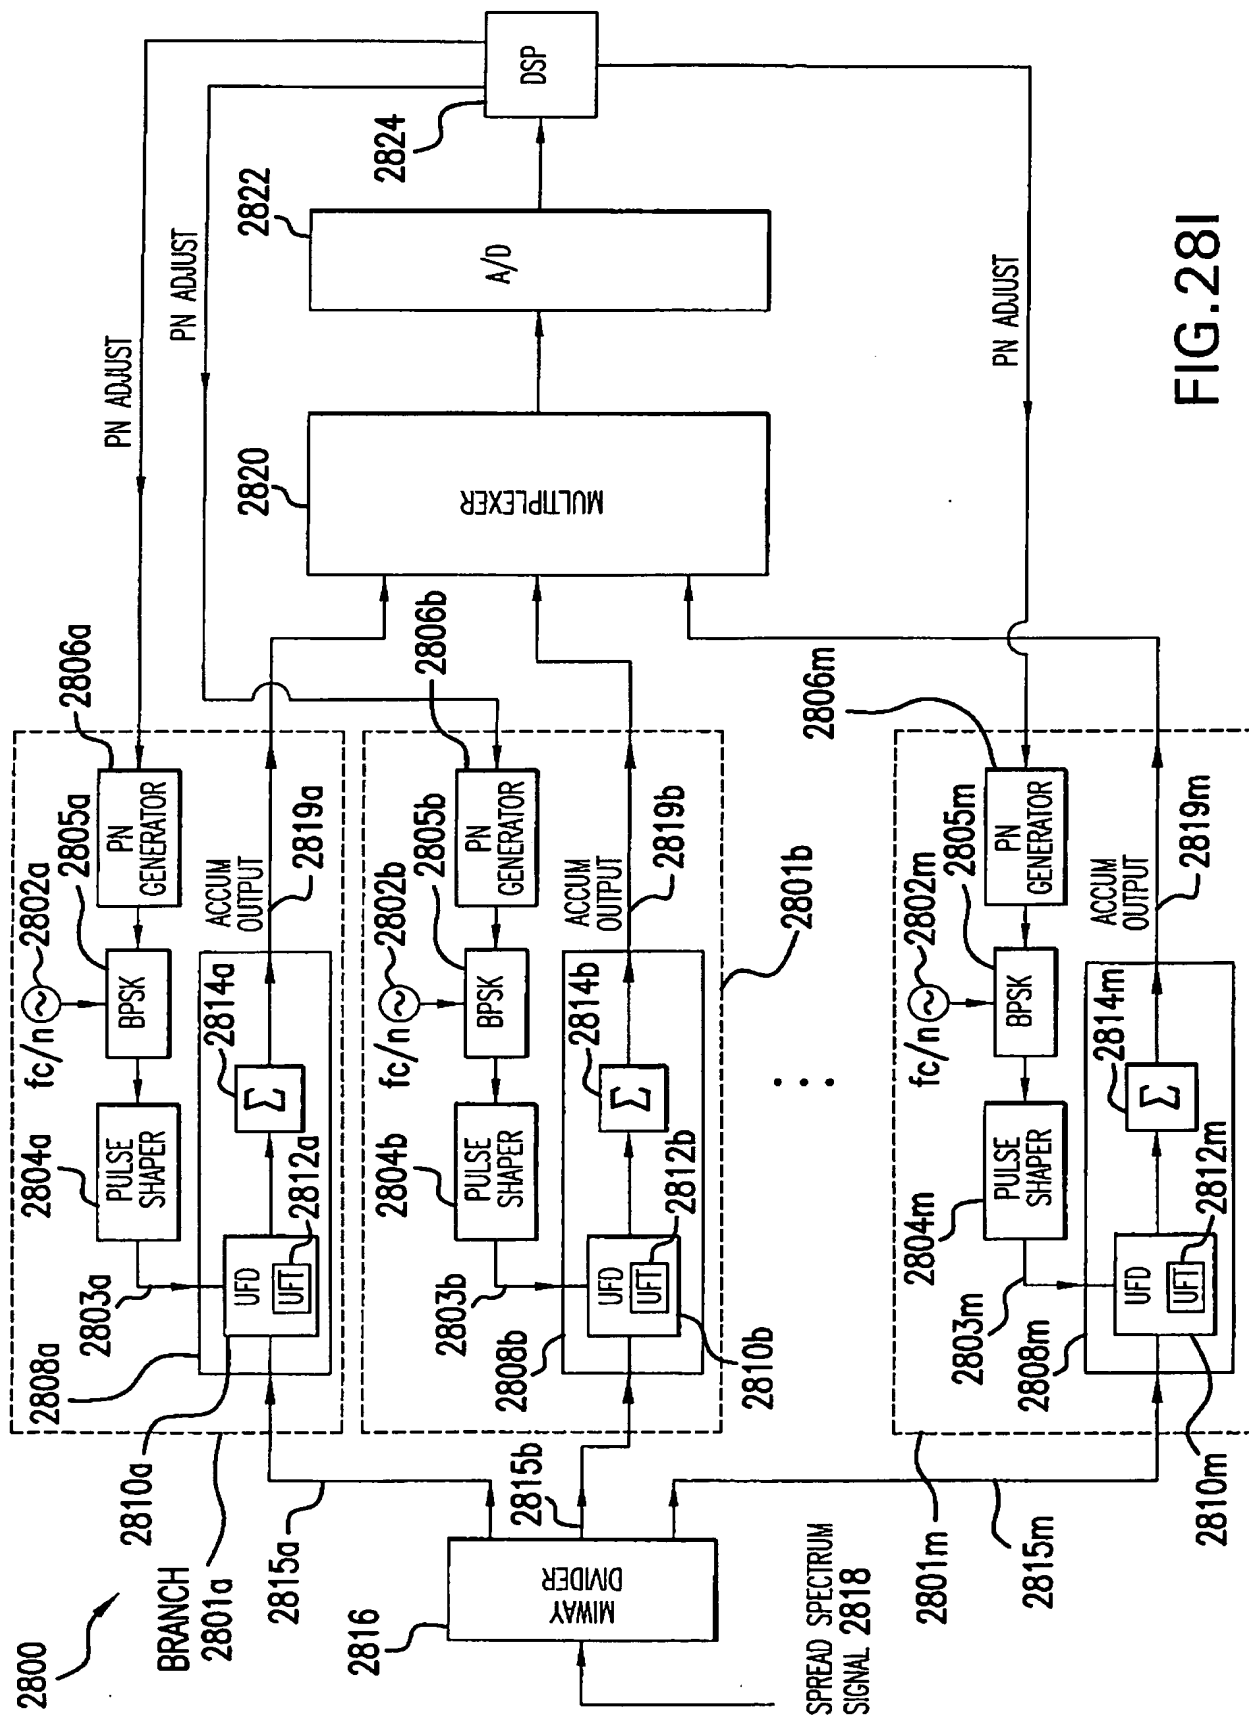 2800
BRANCH
2801a
2810a
2808a
2815a
2803a
2804a
PULSE
SHAPER
fc/n
2802a
2805a
BPSK
2806a
PN
GENERATOR
UFD
UFT
2812a
2814a
Σ
ACCUM
OUTPUT
2819a
PN ADJUST
PN ADJUST
2816
MIWAY
DIVIDER
2815b
2803b
2804b
PULSE
SHAPER
fc/n
2802b
2805b
BPSK
2806b
PN
GENERATOR
2808b
UFD
UFT
2810b
2812b
2814b
Σ
ACCUM
OUTPUT
2819b
2801b
2820
MULTIPLEXER
2822
A/D
2824
DSP
. . .
SPREAD SPECTRUM
SIGNAL 2818
2801m
2815m
2803m
2804m
PULSE
SHAPER
fc/n
2802m
2805m
BPSK
2806m
PN
GENERATOR
2808m
UFD
UFT
2810m
2812m
2814m
Σ
ACCUM
OUTPUT
2819m
PN ADJUST
FIG.28I